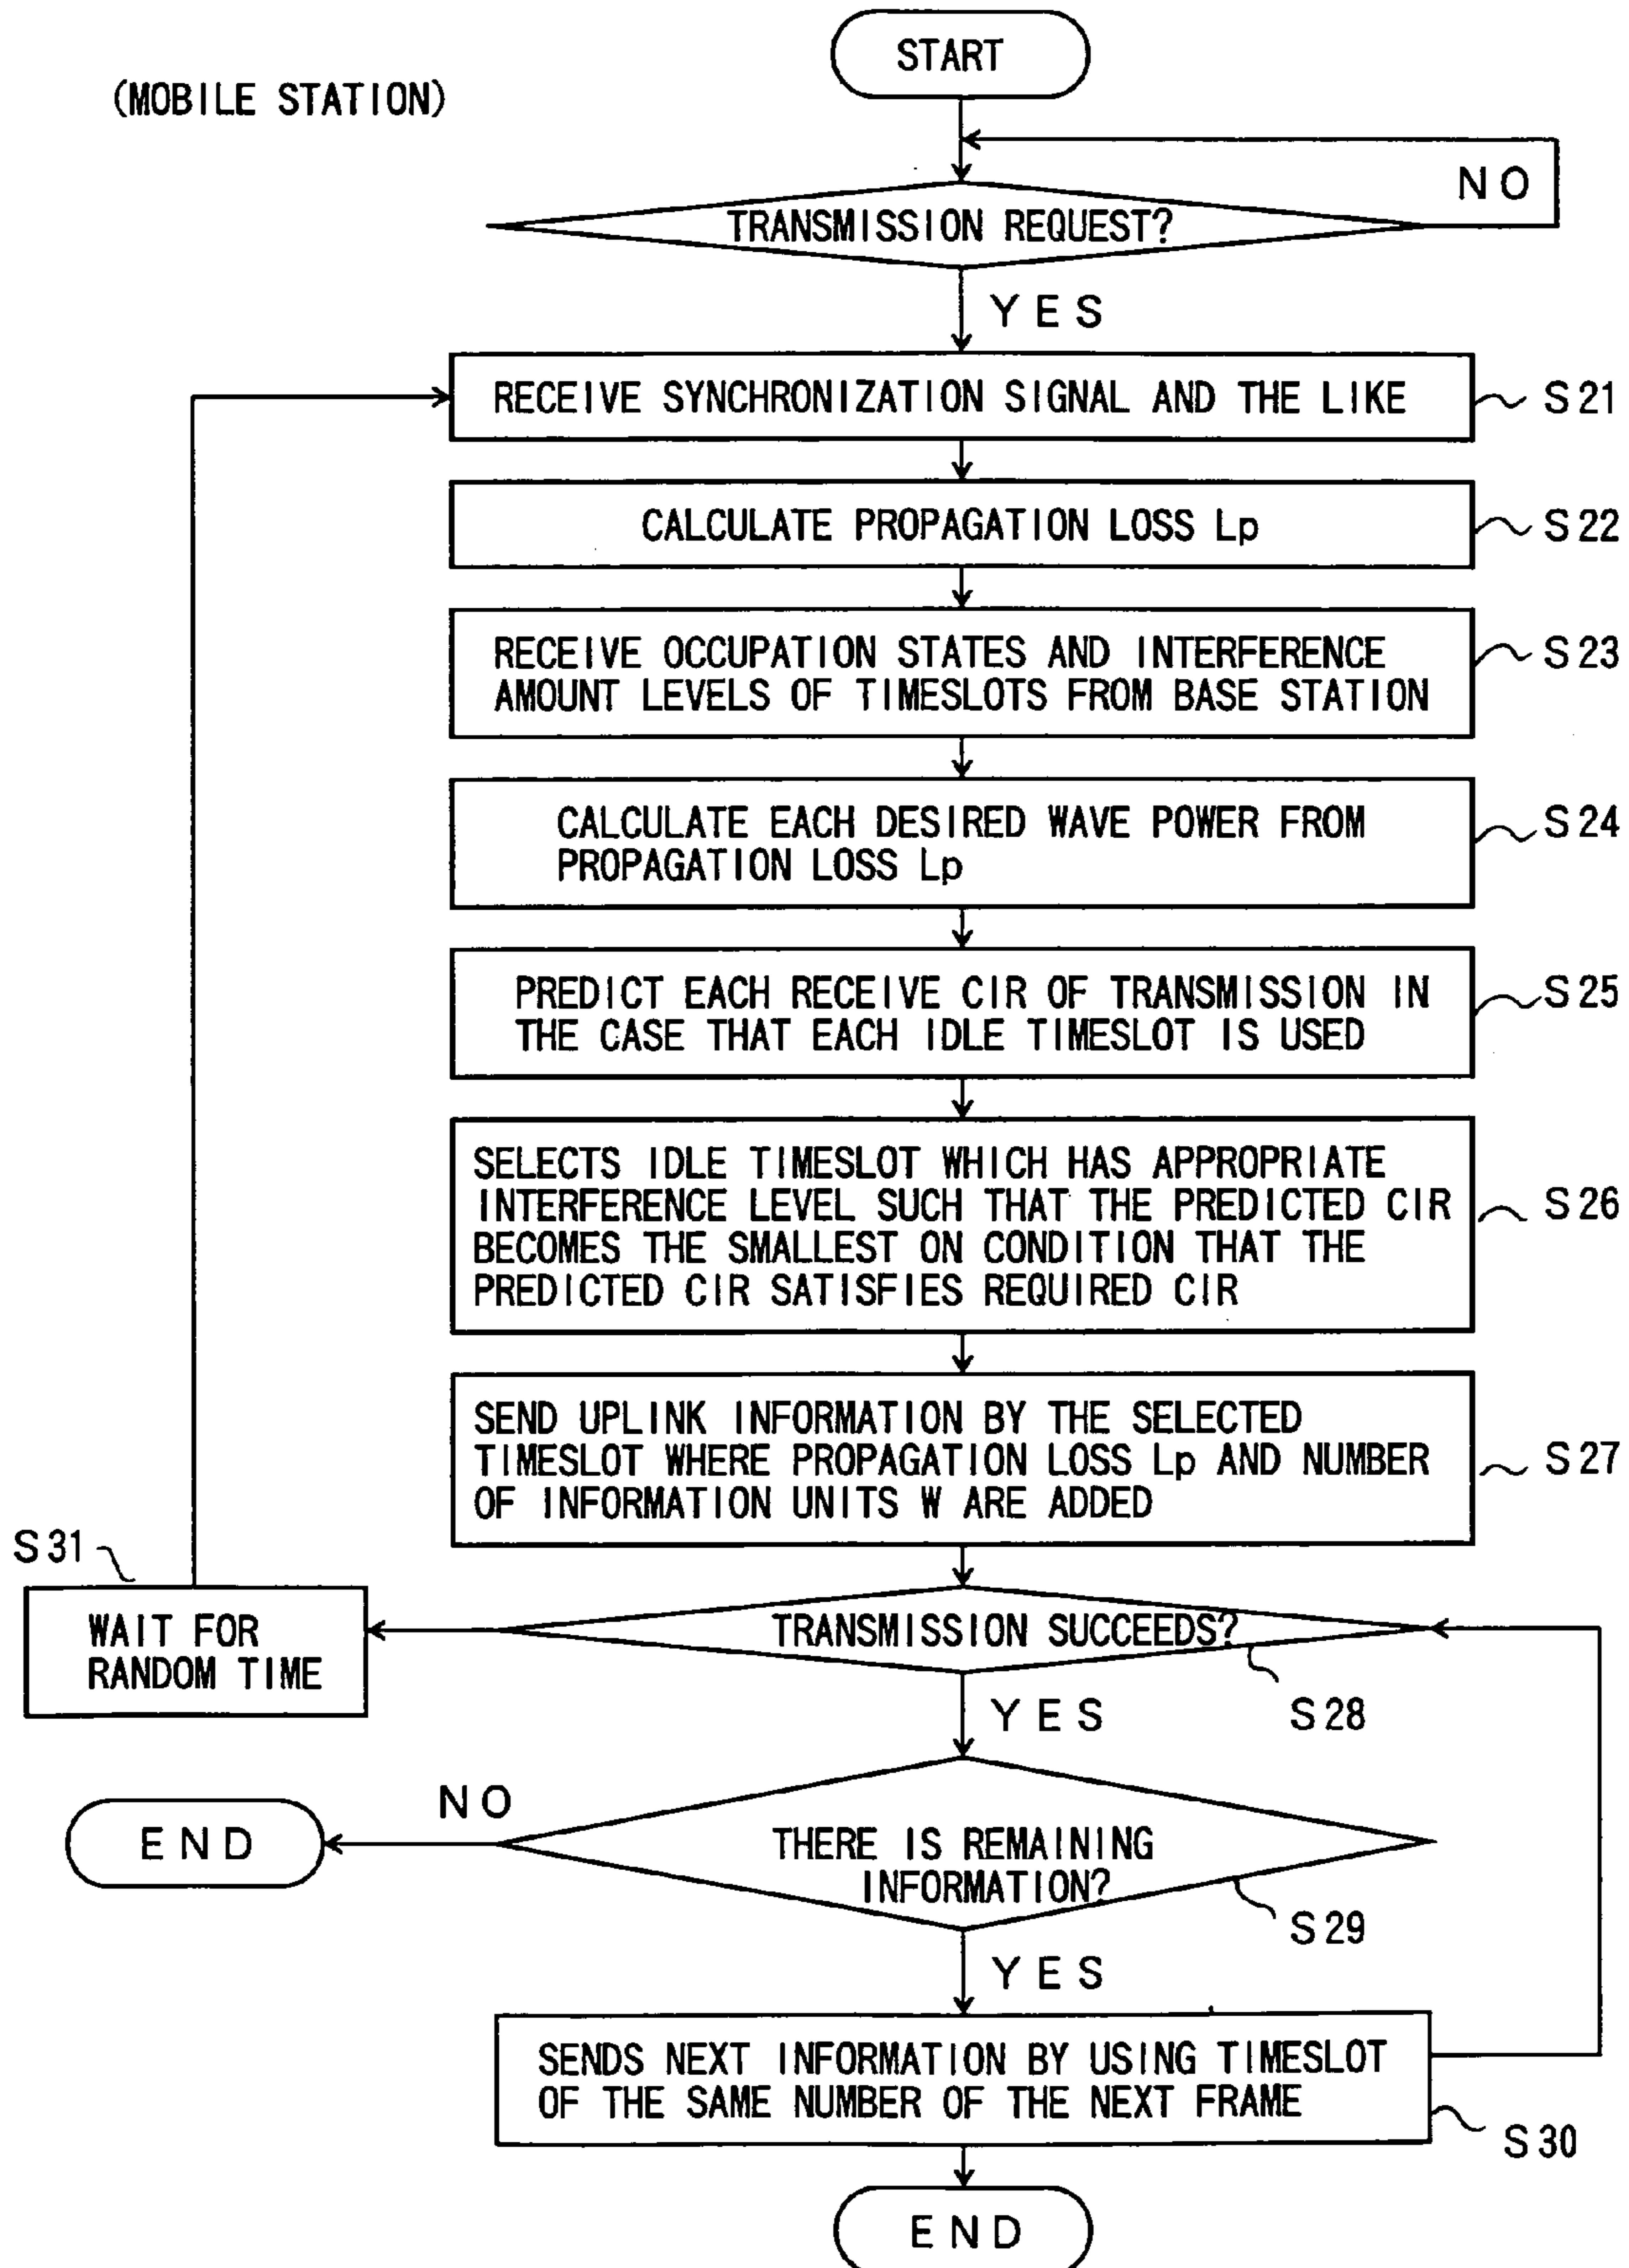 START
(MOBILE STATION)
NO
TRANSMISSION REQUEST?
YES
RECEIVE SYNCHRONIZATION SIGNAL AND THE LIKE
S21
CALCULATE PROPAGATION LOSS Lp
S22
RECEIVE OCCUPATION STATES AND INTERFERENCE
AMOUNT LEVELS OF TIMESLOTS FROM BASE STATION
S23
CALCULATE EACH DESIRED WAVE POWER FROM
PROPAGATION LOSS Lp
S24
PREDICT EACH RECEIVE CIR OF TRANSMISSION IN
THE CASE THAT EACH IDLE TIMESLOT IS USED
S25
SELECTS IDLE TIMESLOT WHICH HAS APPROPRIATE
INTERFERENCE LEVEL SUCH THAT THE PREDICTED CIR
BECOMES THE SMALLEST ON CONDITION THAT THE
PREDICTED CIR SATISFIES REQUIRED CIR
S26
SEND UPLINK INFORMATION BY THE SELECTED
TIMESLOT WHERE PROPAGATION LOSS Lp AND NUMBER
OF INFORMATION UNITS W ARE ADDED
S27
S31
WAIT FOR
RANDOM TIME
TRANSMISSION SUCCEEDS?
S28
YES
NO
END
THERE IS REMAINING
INFORMATION?
S29
YES
SENDS NEXT INFORMATION BY USING TIMESLOT
OF THE SAME NUMBER OF THE NEXT FRAME
S30
END